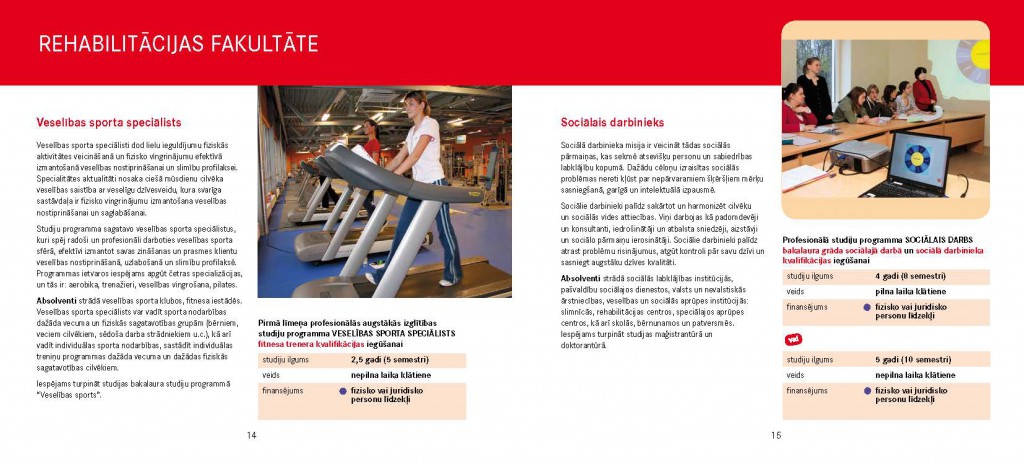 REHABILITĀCIJAS FAKULTĀTE
Veselības sporta speciālists
Veselības sporta speciālisti dod lielu ieguldījumu fiziskās
aktivitātes veicināšanā un fizisko vingrinājumu efektīvā
izmantošanā veselības nostiprināšanai un slimību profilaksei.
Specialitātes aktualitāti nosaka ciešā mūsdienu cilvēka
veselības saistība ar veselīgu dzīvesveidu, kura svarīga
sastāvdaļa ir fizisko vingrinājumu izmantošana veselības
nostiprināšanai un saglabāšanai.
Studiju programma sagatavo veselības sporta speciālistus,
kuri spēj radoši un profesionāli darboties veselības sporta
sfērā, efektīvi izmantot savas zināšanas un prasmes klientu
veselības nostiprināšanā, uzlabošanā un slimību profilaksē.
Programmas ietvaros iespējams apgūt četras specializācijas,
un tās ir: aerobika, trenažieri, veselības vingrošana, pilates.
Absolventi strādā veselības sporta klubos, fitnesa iestādēs.
Veselības sporta speciālists var vadīt sporta nodarbības
dažāda vecuma un fiziskās sagatavotības grupām (bērniem,
veciem cilvēkiem, sēdoša darba strādniekiem u.c.), kā arī
vadīt individuālas sporta nodarbības, sastādīt individuālas
treniņu programmas dažāda vecuma un dažādas fiziskās
sagatavotības cilvēkiem.
Iespējams turpināt studijas bakalaura studiju programmā
"Veselības sports".
Pirmā līmeņa profesionālās augstākās izglītības
studiju programma VESELĪBAS SPORTA SPECIĀLISTS
fitnesa trenera kvalifikācijas iegūšanai
studiju ilgums 2,5 gadi (5 semestri)
veids nepilna laika klātiene
finansējums fizisko vai juridisko
personu līdzekļi
14
Sociālais darbinieks
Sociālā darbinieka misija ir veicināt tādas sociālās
pārmaiņas, kas sekmē atsevišķu personu un sabiedrības
labklājību kopumā. Dažādu cēloņu izraisītas sociālās
problēmas nereti kļūst par nepārvaramiem šķēršļiem mērķu
sasniegšanā, garīgā un intelektuālā izpausmē.
Sociālie darbinieki palīdz sakārtot un harmonizēt cilvēku
un sociālās vides attiecības. Viņi darbojas kā padomdevēji
un konsultanti, iedrošinātāji un atbalsta sniedzēji, aizstāvji
un sociālo pārmaiņu ierosinātāji. Sociālie darbinieki palīdz
atrast problēmu risinājumus, atgūt kontroli pār savu dzīvi un
sasniegt augstāku dzīves kvalitāti.
Absolventi strādā sociālās labklājības institūcijās,
pašvaldību sociālajos dienestos, valsts un nevalstiskās
ārstniecības, veselības un sociālās aprūpes institūcijās:
slimnīcās, rehabilitācijas centros, speciālajos aprūpes
centros, kā arī skolās, bērnunamos un patversmēs.
Iespējams turpināt studijas maģistrantūrā un
doktorantūrā.
Profesionālā studiju programma SOCIĀLAIS DARBS
bakalaura grāda sociālajā darbā un sociālā darbinieka
kvalifikācijas iegūšanai
studiju ilgums 4 gadi (8 semestri)
veids pilna laika klātiene
finansējums fizisko vai juridisko
personu līdzekļi
vai
studiju ilgums 5 gadi (10 semestri)
veids nepilna laika klātiene
finansējums fizisko vai juridisko
personu līdzekļi
15